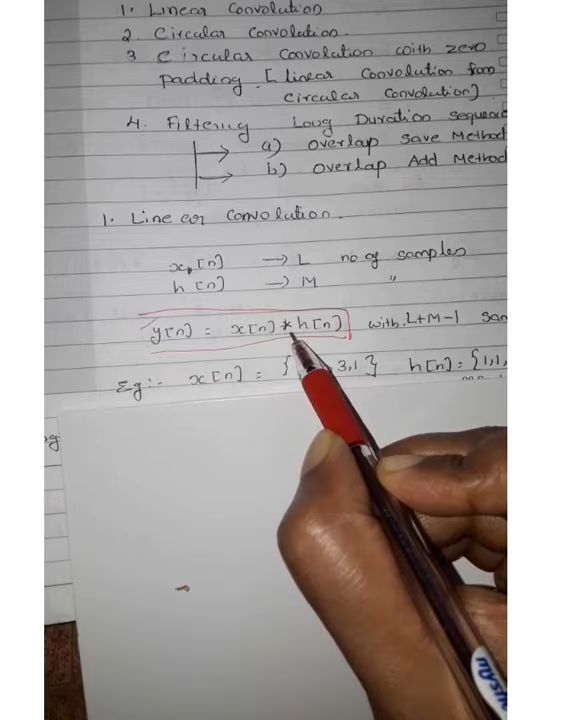 1. Linear Convolution
2. Circular Convolution.
3 Circular Convolution with zero
padding. [linear Convolution from
circular Convolution]
4. Filtering Long Duration
a) overlap save Method
b) overlap Add Method
1. Linear Convolution.
x,[n] → L no of samples
h[n] → M "
y[n] = x[n] * h[n] with L+M-1
Eg:- x[n] = { 3,1 } h[n] = {1,1,